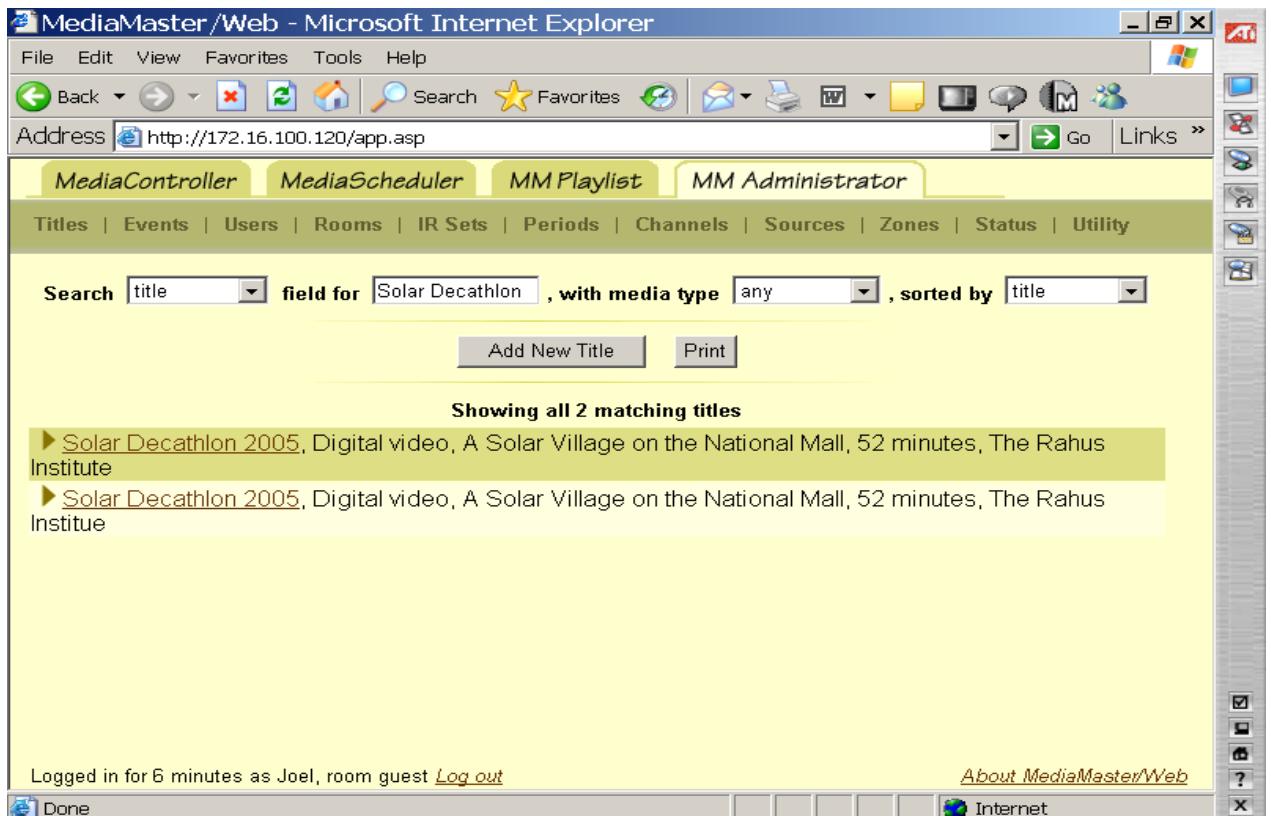 MediaMaster/Web - Microsoft Internet Explorer
File Edit View Favorites Tools Help
Back Search Favorites
Address http://172.16.100.120/app.asp Go Links »
MediaController MediaScheduler MM Playlist MM Administrator
Titles | Events | Users | Rooms | IR Sets | Periods | Channels | Sources | Zones | Status | Utility
Search title field for Solar Decathlon , with media type any , sorted by title
Add New Title Print
Showing all 2 matching titles
Solar Decathlon 2005, Digital video, A Solar Village on the National Mall, 52 minutes, The Rahus
Institute
Solar Decathlon 2005, Digital video, A Solar Village on the National Mall, 52 minutes, The Rahus
Institue
Logged in for 6 minutes as Joel, room guest Log out About MediaMaster/Web
Done Internet
ATI